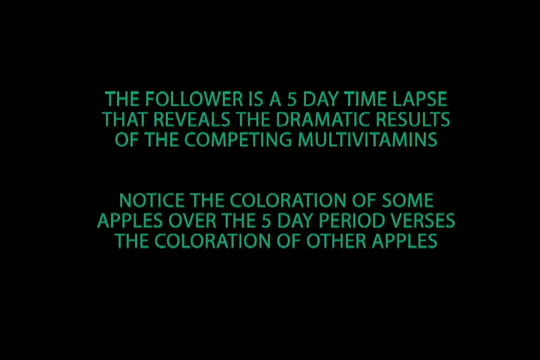 THE FOLLOWER IS A 5 DAY TIME LAPSE
THAT REVEALS THE DRAMATIC RESULTS
OF THE COMPETING MULTIVITAMINS
NOTICE THE COLORATION OF SOME
APPLES OVER THE 5 DAY PERIOD VERSES
THE COLORATION OF OTHER APPLES